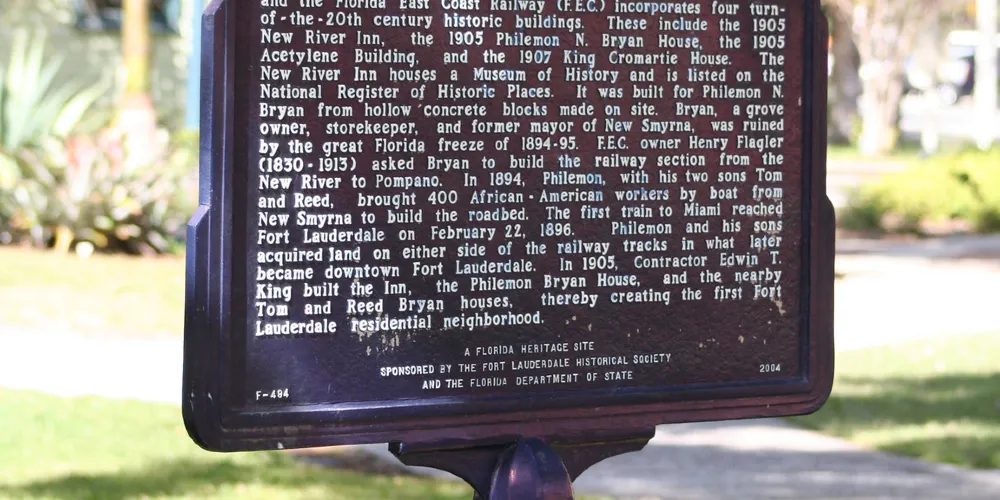 and the Florida East Coast Railway (F.E.C.) incorporates four turn-
of-the-20th century historic buildings. These include the 1905
New River Inn, the 1905 Philemon N. Bryan House, the 1905
Acetylene Building, and the 1907 King Cromartie House. The
New River Inn houses a Museum of History and is listed on the
National Register of Historic Places. It was built for Philemon N.
Bryan from hollow concrete blocks made on site. Bryan, a grove
owner, storekeeper, and former mayor of New Smyrna, was ruined
by the great Florida freeze of 1894-95. F.E.C. owner Henry Flagler
(1830-1913) asked Bryan to build the railway section from the
New River to Pompano. In 1894, Philemon, with his two sons Tom
and Reed, brought 400 African-American workers by boat from
New Smyrna to build the roadbed. The first train to Miami reached
Fort Lauderdale on February 22, 1896. Philemon and his sons
acquired land on either side of the railway tracks in what later
became downtown Fort Lauderdale. In 1905, Contractor Edwin T.
King built the Inn, the Philemon Bryan House, and the nearby
Tom and Reed Bryan houses, thereby creating the first Fort
Lauderdale residential neighborhood.
A FLORIDA HERITAGE SITE
SPONSORED BY THE FORT LAUDERDALE HISTORICAL SOCIETY
AND THE FLORIDA DEPARTMENT OF STATE
F-494
2004